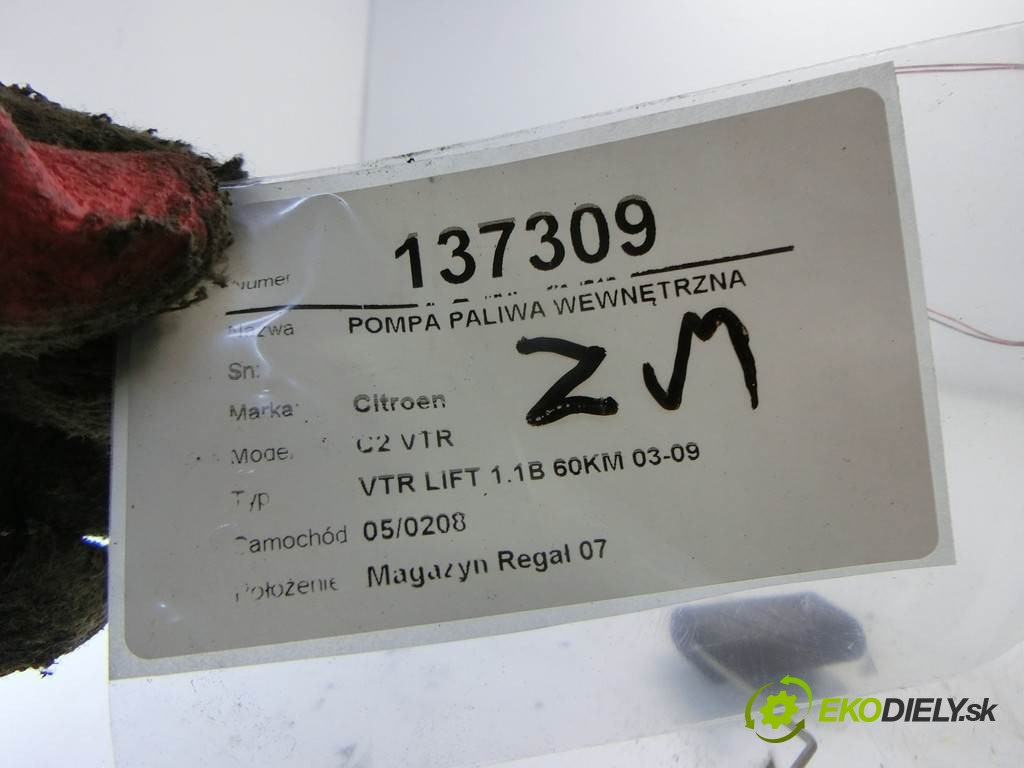 Numer 137309
Nazwa POMPA PALIWA WEWNĘTRZNA
Sn:
ZM
Marka Citroen
Model C2 VTR
Typ VTR LIFT 1.1B 60KM 03-09
Samochód 05/0208
Położenie Magazyn Regał 07
EKODIELY.sk